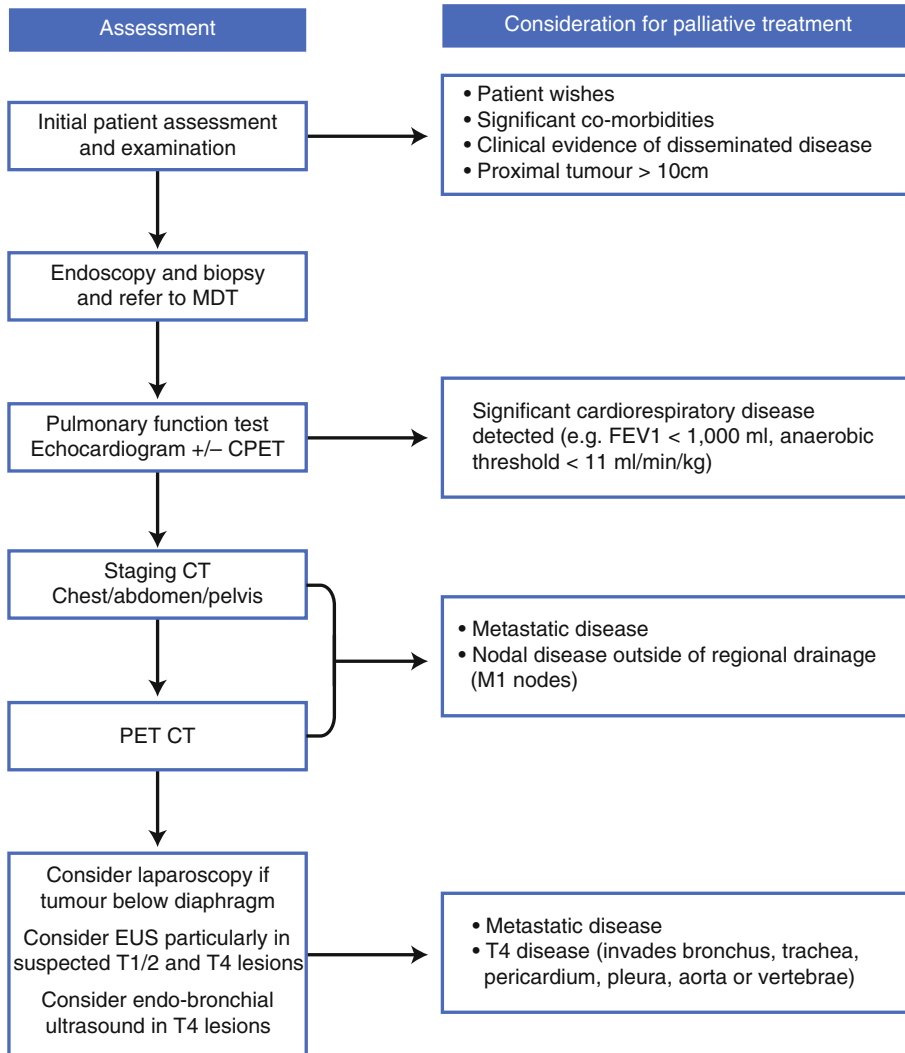 Assessment
Consideration for palliative treatment
Initial patient assessment
and examination
• Patient wishes
• Significant co-morbidities
• Clinical evidence of disseminated disease
• Proximal tumour > 10cm
Endoscopy and biopsy
and refer to MDT
Pulmonary function test
Echocardiogram +/− CPET
Significant cardiorespiratory disease
detected (e.g. FEV1 < 1,000 ml, anaerobic
threshold < 11 ml/min/kg)
Staging CT
Chest/abdomen/pelvis
• Metastatic disease
• Nodal disease outside of regional drainage
(M1 nodes)
PET CT
Consider laparoscopy if
tumour below diaphragm
Consider EUS particularly in
suspected T1/2 and T4 lesions
Consider endo-bronchial
ultrasound in T4 lesions
• Metastatic disease
• T4 disease (invades bronchus, trachea,
pericardium, pleura, aorta or vertebrae)